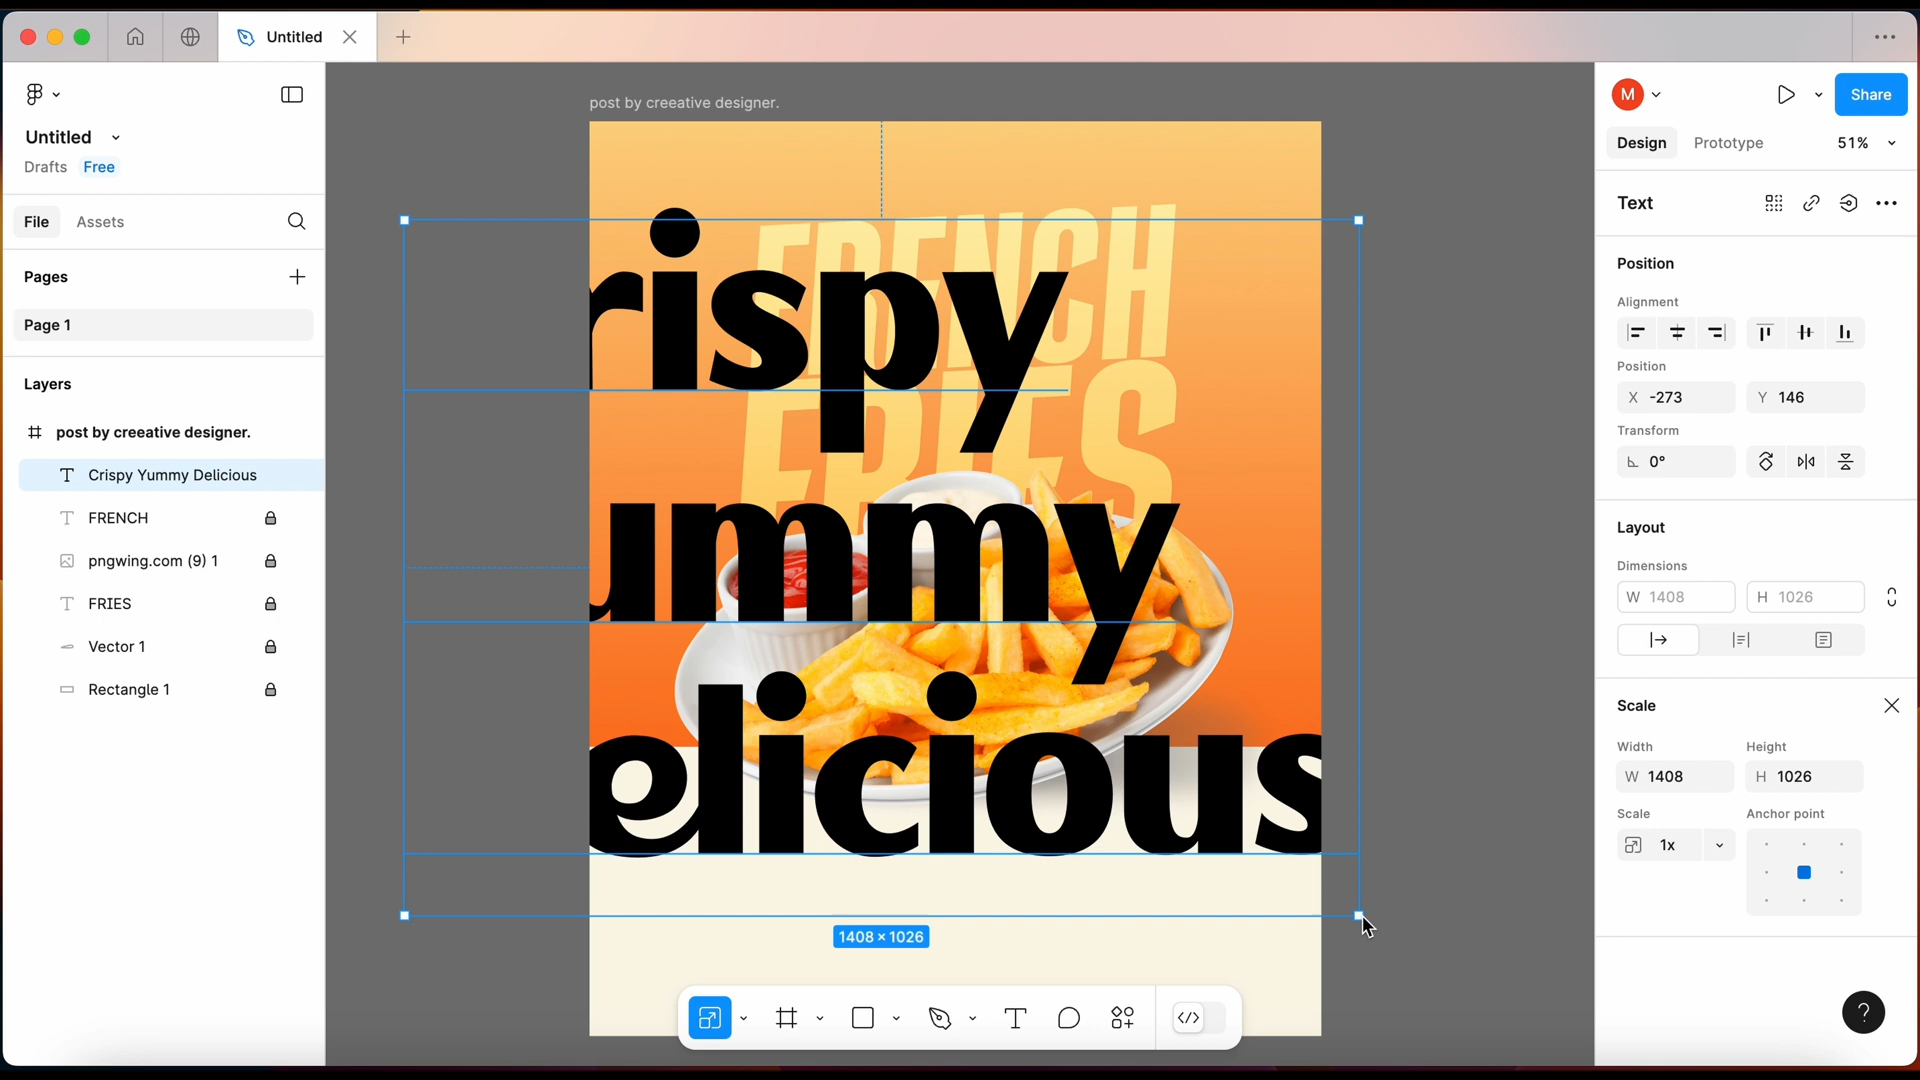 Untitled
post by creeative designer.
M
Share
Untitled
Drafts Free
Design Prototype 51%
File Assets
Text
Pages
Page 1
Position
Alignment
Position
X -273 Y 146
Transform
0°
Layers
post by creeative designer.
Crispy Yummy Delicious
FRENCH
pngwing.com (9) 1
FRIES
Vector 1
Rectangle 1
FRENCH
FRIES
rispy
ummy
elicious
1408 × 1026
Layout
Dimensions
W 1408 H 1026
Scale
Width Height
W 1408 H 1026
Scale Anchor point
1x
?